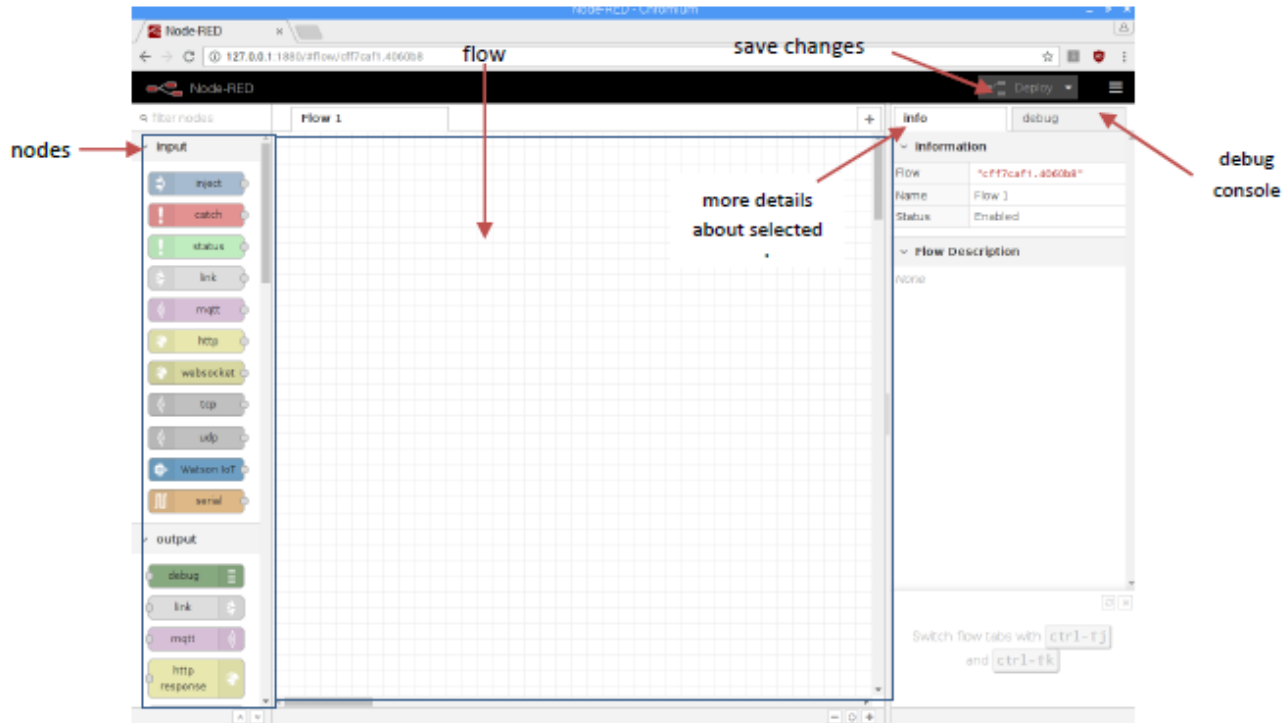 Node-RED - Chromium
Node-RED
127.0.0.1:1880/#flow/cff7caf1.4060b8
flow
save changes
Node-RED
Deploy
filter nodes
Flow 1
info
debug
nodes
input
inject
catch
status
link
mqtt
http
websocket
tcp
udp
Watson IoT
serial
output
debug
link
mqtt
http
response
more details
about selected
Information
Flow "cff7caf1.4060b8"
Name Flow 1
Status Enabled
Flow Description
None
debug
console
Switch flow tabs with ctrl-⇧j
and ctrl-⇧k